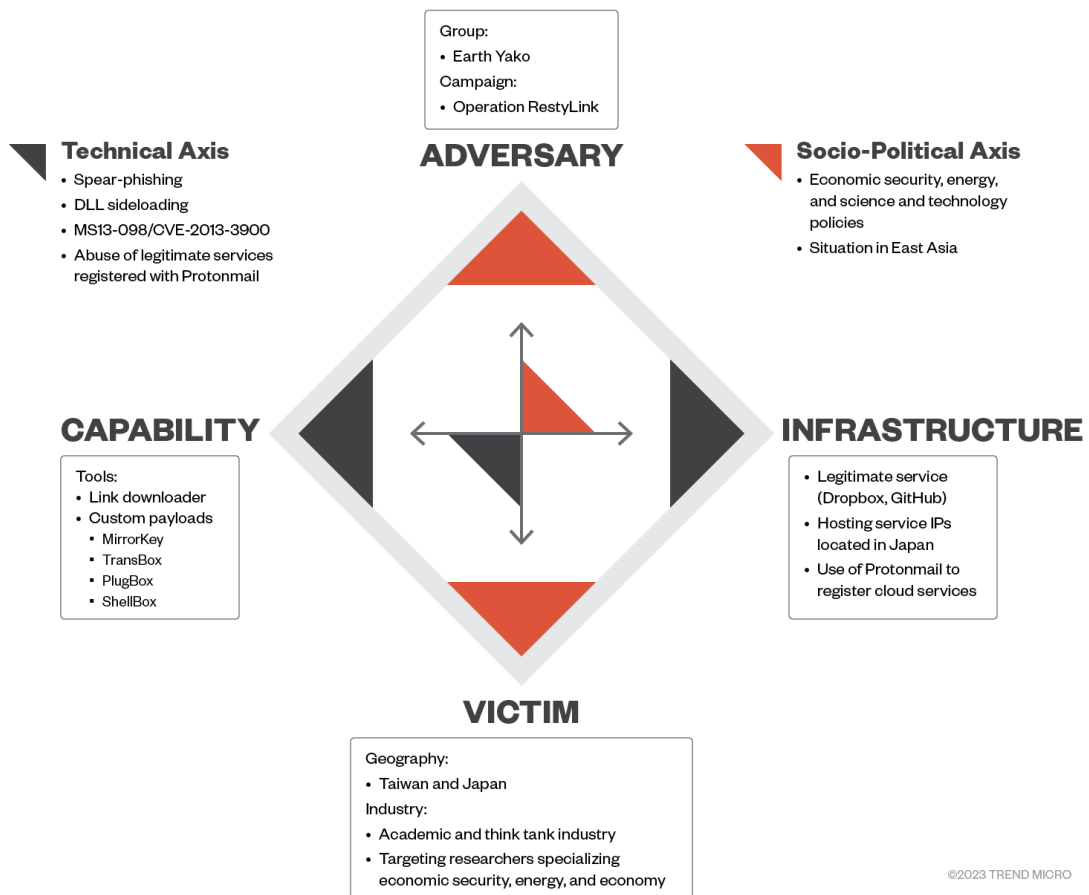 Group:
• Earth Yako
Campaign:
• Operation RestyLink
ADVERSARY
Technical Axis
• Spear-phishing
• DLL sideloading
• MS13-098/CVE-2013-3900
• Abuse of legitimate services
registered with Protonmail
Socio-Political Axis
• Economic security, energy,
and science and technology
policies
• Situation in East Asia
CAPABILITY
Tools:
• Link downloader
• Custom payloads
▪ MirrorKey
▪ TransBox
▪ PlugBox
▪ ShellBox
INFRASTRUCTURE
• Legitimate service
(Dropbox, GitHub)
• Hosting service IPs
located in Japan
• Use of Protonmail to
register cloud services
VICTIM
Geography:
• Taiwan and Japan
Industry:
• Academic and think tank industry
• Targeting researchers specializing
economic security, energy, and economy
©2023 TREND MICRO